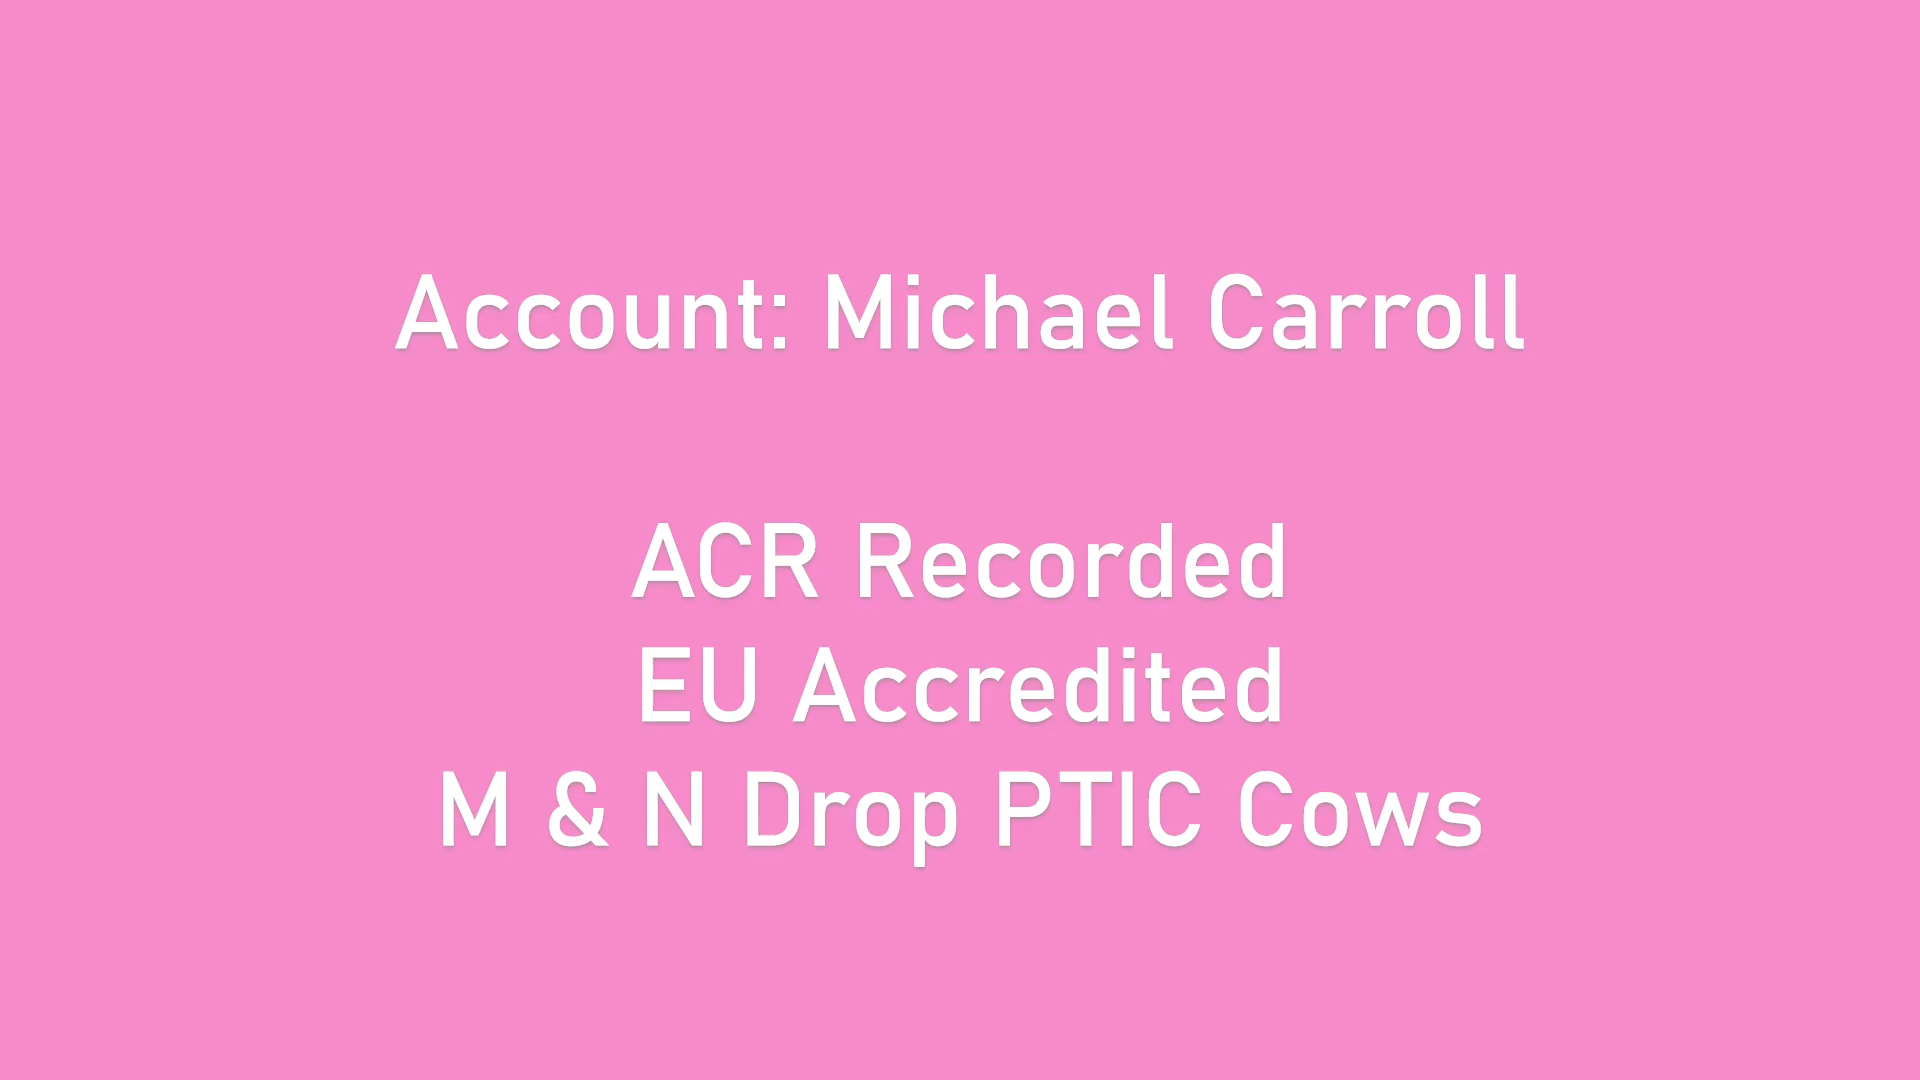 Account: Michael Carroll
ACR Recorded
EU Accredited
M & N Drop PTIC Cows